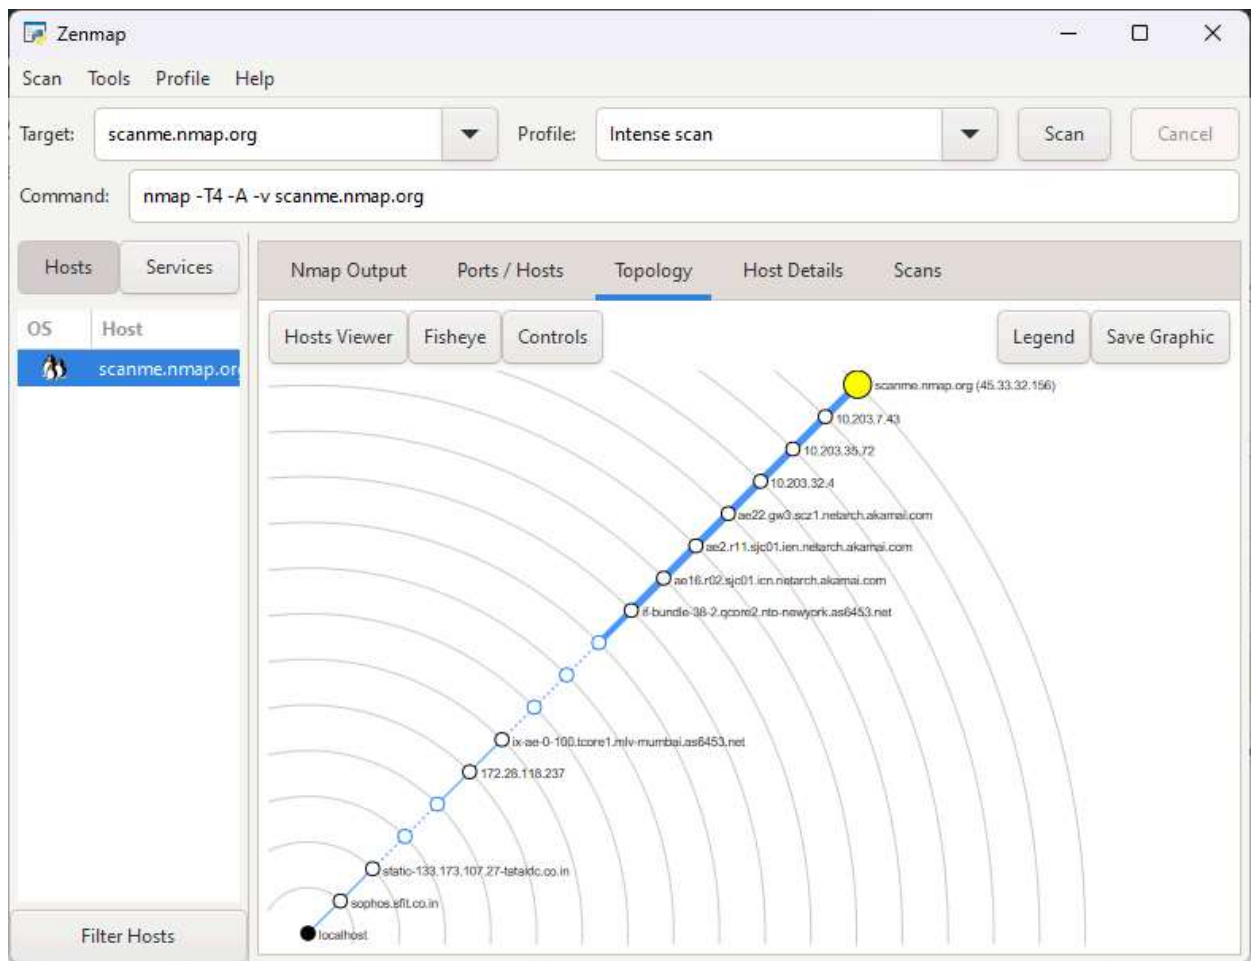 Zenmap
Scan Tools Profile Help
Target: scanme.nmap.org Profile: Intense scan Scan Cancel
Command: nmap -T4 -A -v scanme.nmap.org
Hosts Services
Nmap Output Ports / Hosts Topology Host Details Scans
OS Host
scanme.nmap.or
Hosts Viewer Fisheye Controls Legend Save Graphic
scanme.nmap.org (45.33.32.156)
10.203.7.43
10.203.35.72
10.203.32.4
ae22.gw3.scz1.netarch.akamai.com
ae2.r11.sjc01.ien.netarch.akamai.com
ae16.r02.sjc01.icn.netarch.akamai.com
if-bundle-38-2.qcore2.nto-newyork.as6453.net
ix-ae-0-100.tcore1.mlv-mumbai.as6453.net
172.28.118.237
static-133.173.107.27-tataidc.co.in
sophos.sfit.co.in
localhost
Filter Hosts